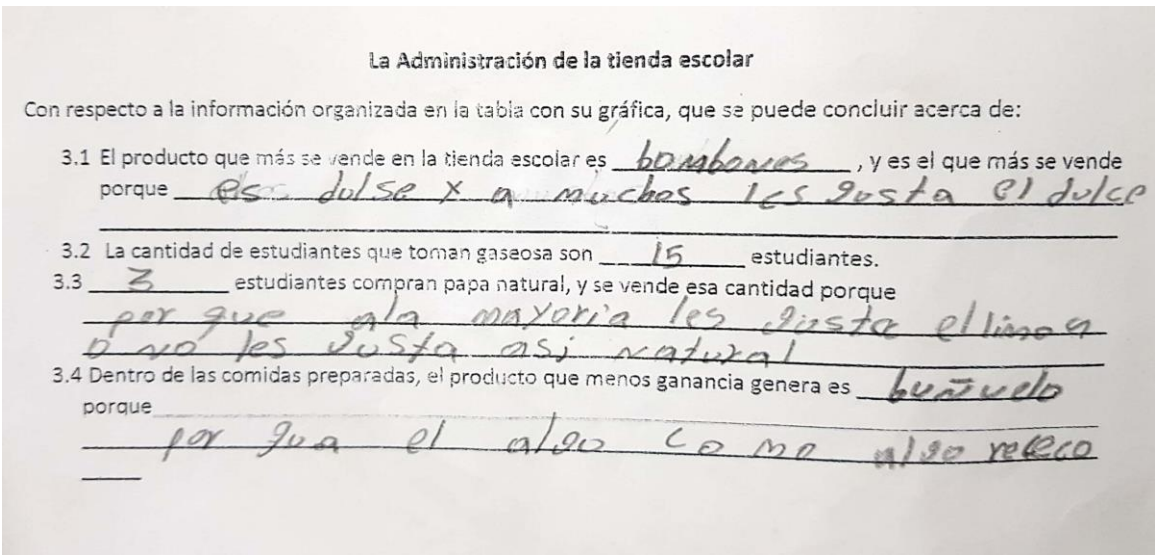 La Administración de la tienda escolar
Con respecto a la información organizada en la tabla con su gráfica, que se puede concluir acerca de:
3.1 El producto que más se vende en la tienda escolar es bombones, y es el que más se vende
porque es dulse x a muchos les gusta el dulce
3.2 La cantidad de estudiantes que toman gaseosa son 15 estudiantes.
3.3 3 estudiantes compran papa natural, y se vende esa cantidad porque
por que ala mayoria les gusta el limon
o no les gusta asi natural
3.4 Dentro de las comidas preparadas, el producto que menos ganancia genera es buñuelo
porque
por que el algo como algo